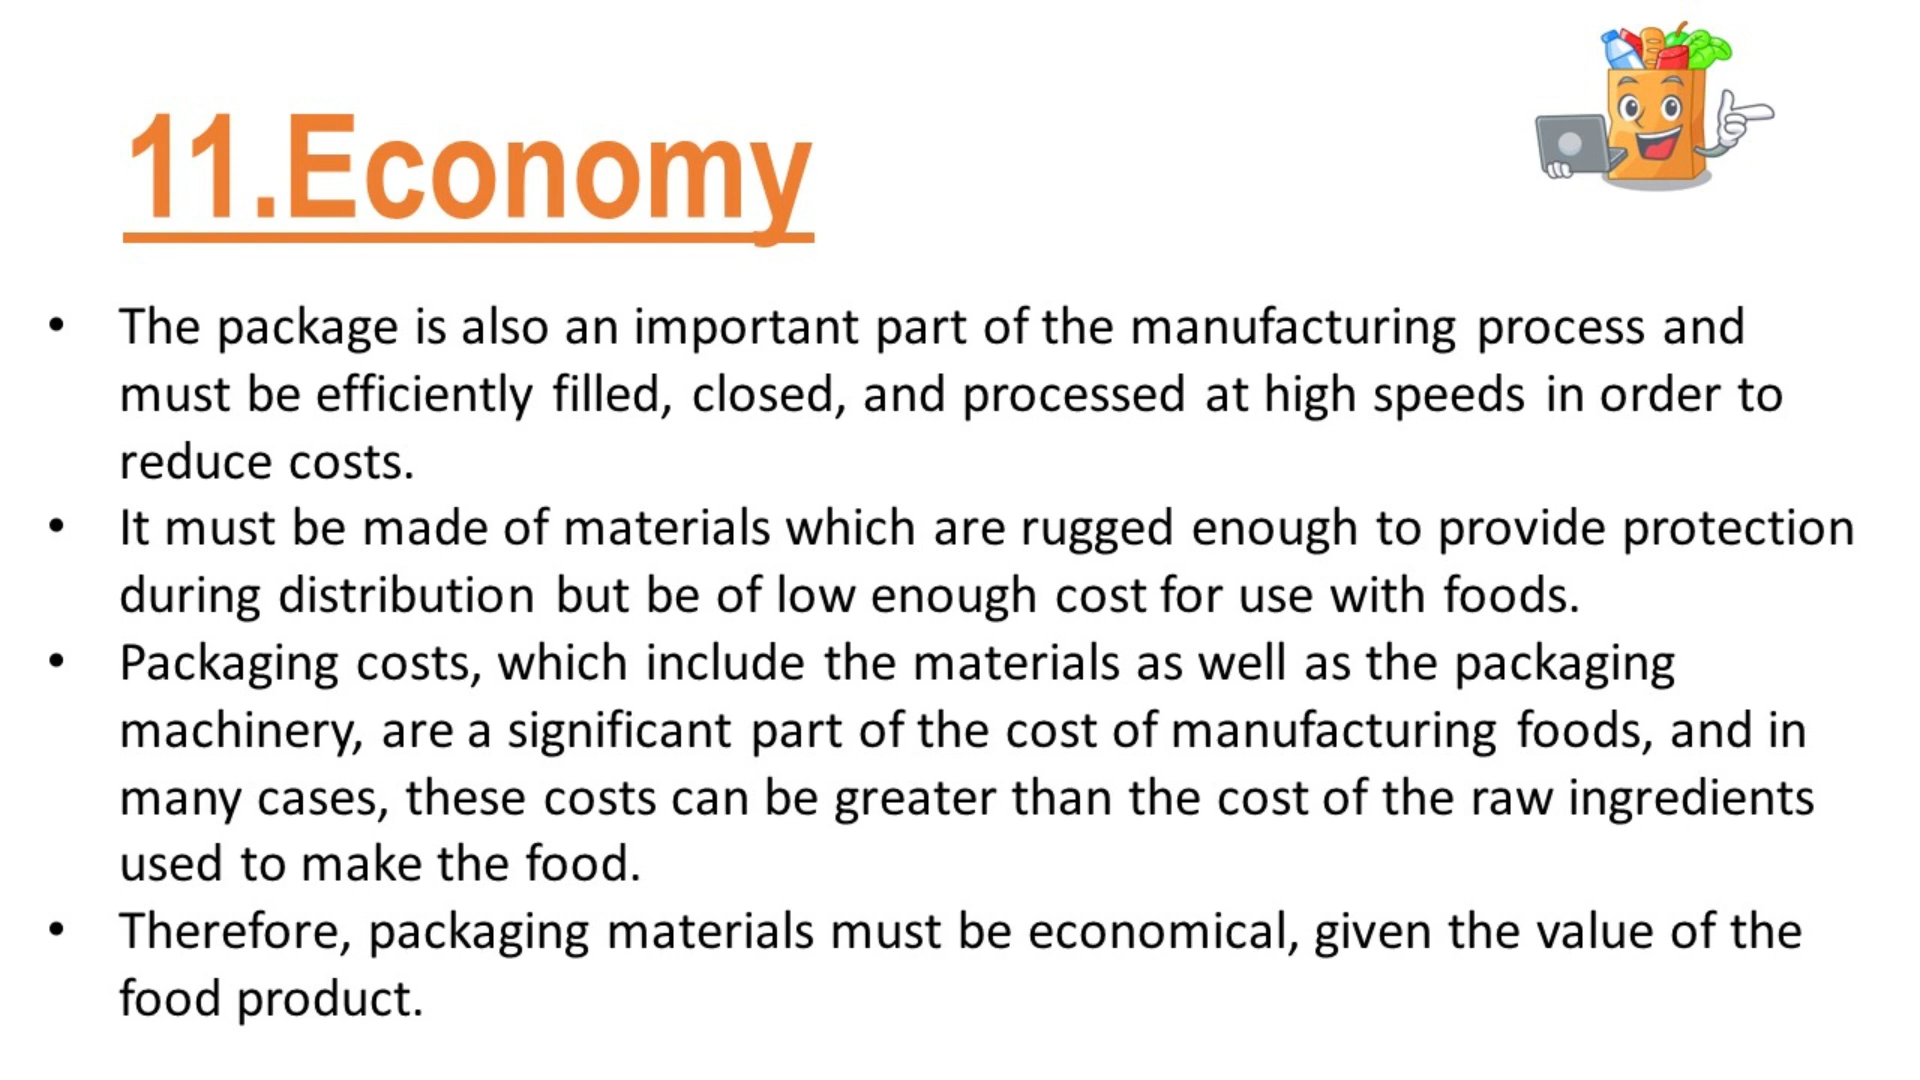 11.Economy
• The package is also an important part of the manufacturing process and
must be efficiently filled, closed, and processed at high speeds in order to
reduce costs.
• It must be made of materials which are rugged enough to provide protection
during distribution but be of low enough cost for use with foods.
• Packaging costs, which include the materials as well as the packaging
machinery, are a significant part of the cost of manufacturing foods, and in
many cases, these costs can be greater than the cost of the raw ingredients
used to make the food.
• Therefore, packaging materials must be economical, given the value of the
food product.